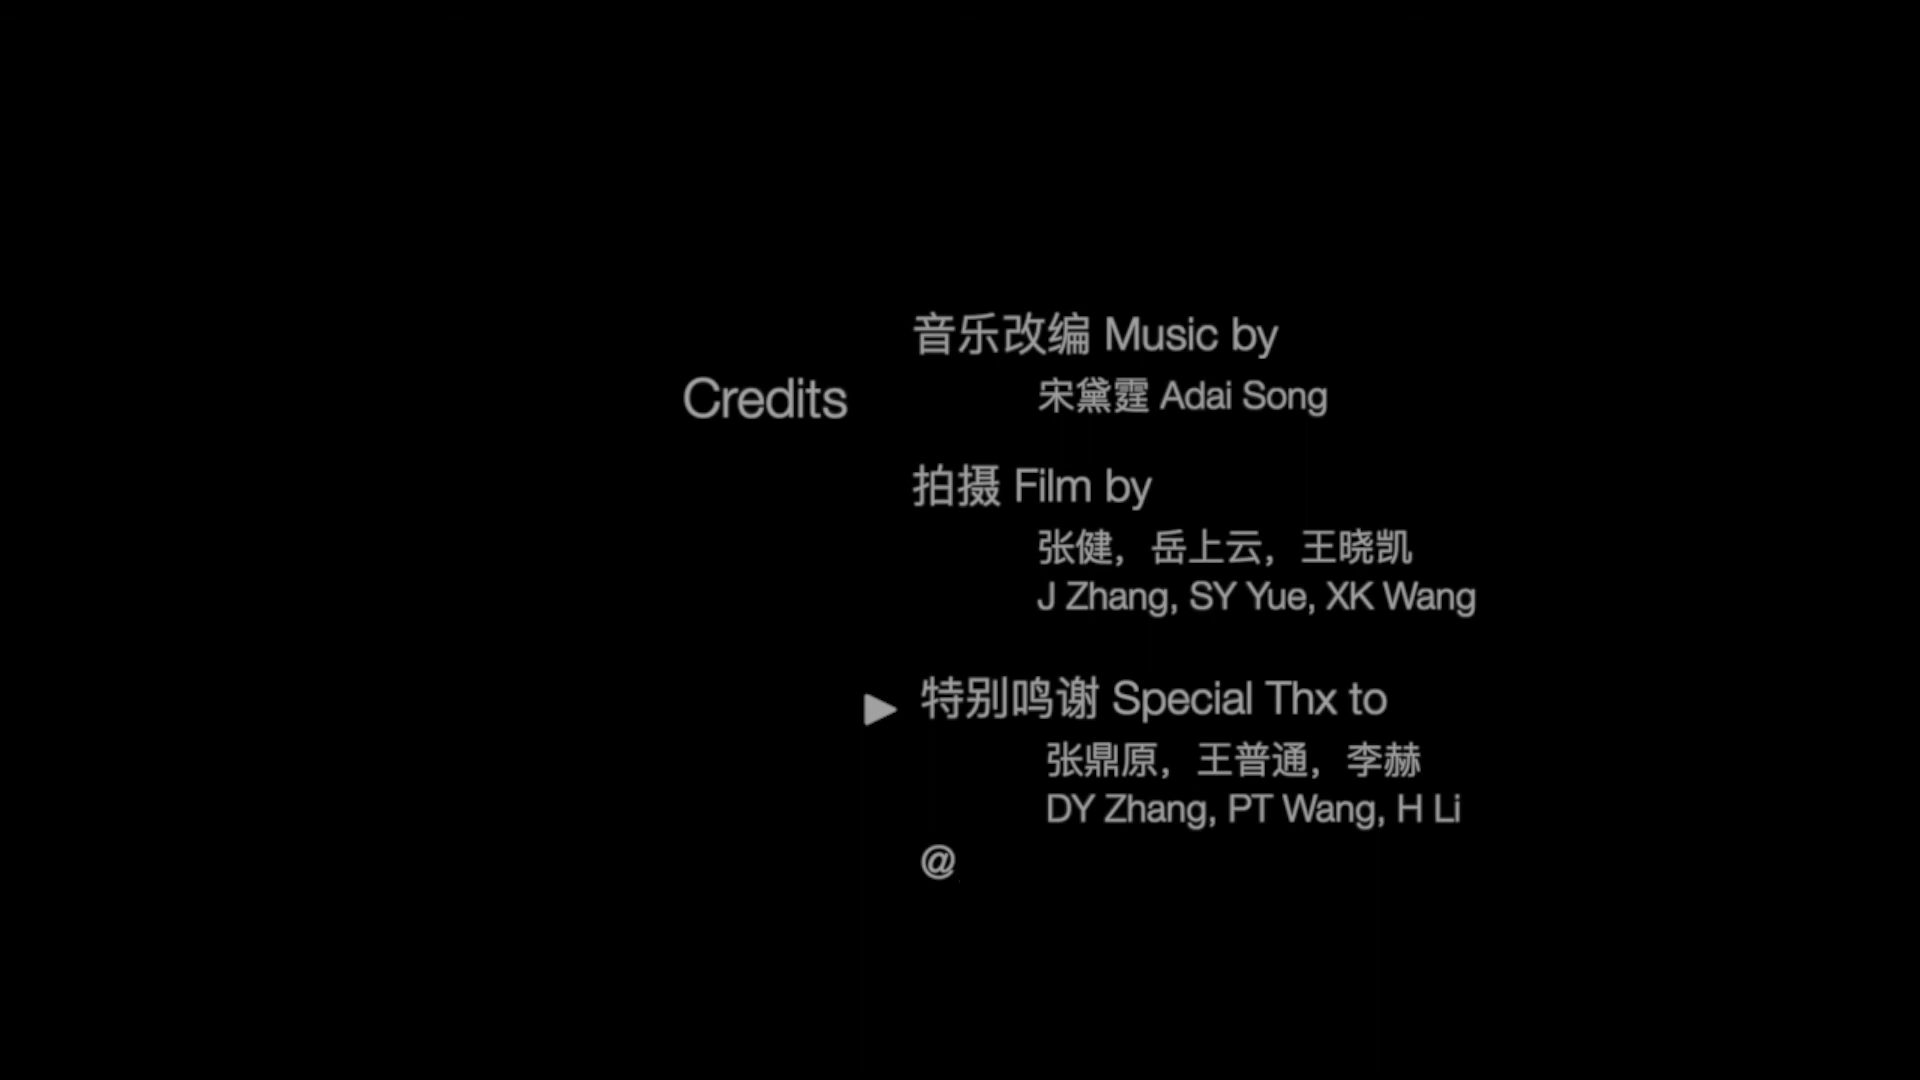 Credits
音乐改编 Music by
宋黛霆 Adai Song
拍摄 Film by
张健，岳上云，王晓凯
J Zhang, SY Yue, XK Wang
▶ 特别鸣谢 Special Thx to
张鼎原，王普通，李赫
DY Zhang, PT Wang, H Li
@